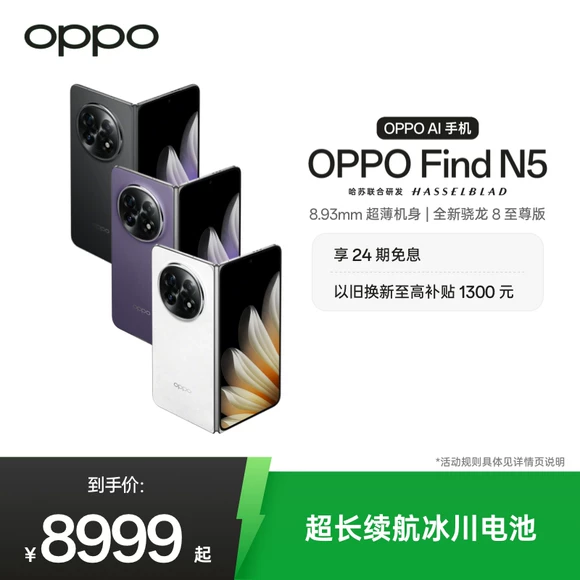 oppo
OPPO AI 手机
OPPO Find N5
哈苏联合研发 HASSELBLAD
8.93mm 超薄机身 | 全新骁龙 8 至尊版
享 24 期免息
以旧换新至高补贴 1300 元
oppo
*活动规则具体见详情页说明
到手价:
¥8999起
超长续航冰川电池